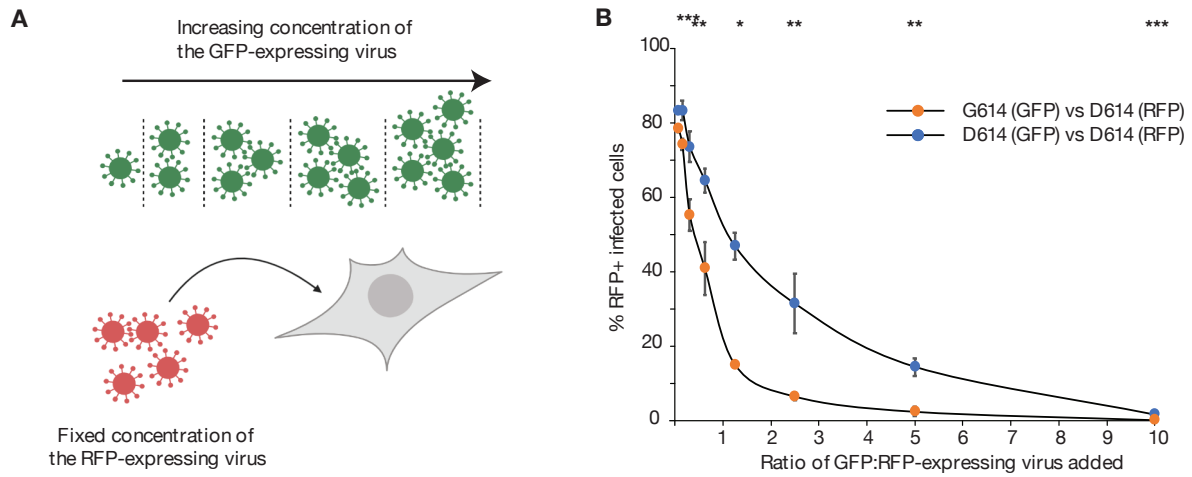 A
Increasing concentration of
the GFP-expressing virus
Fixed concentration of
the RFP-expressing virus
B
*** ** * ** ** ***
100
80
60
40
20
0
% RFP+ infected cells
G614 (GFP) vs D614 (RFP)
D614 (GFP) vs D614 (RFP)
1 2 3 4 5 6 7 8 9 10
Ratio of GFP:RFP-expressing virus added